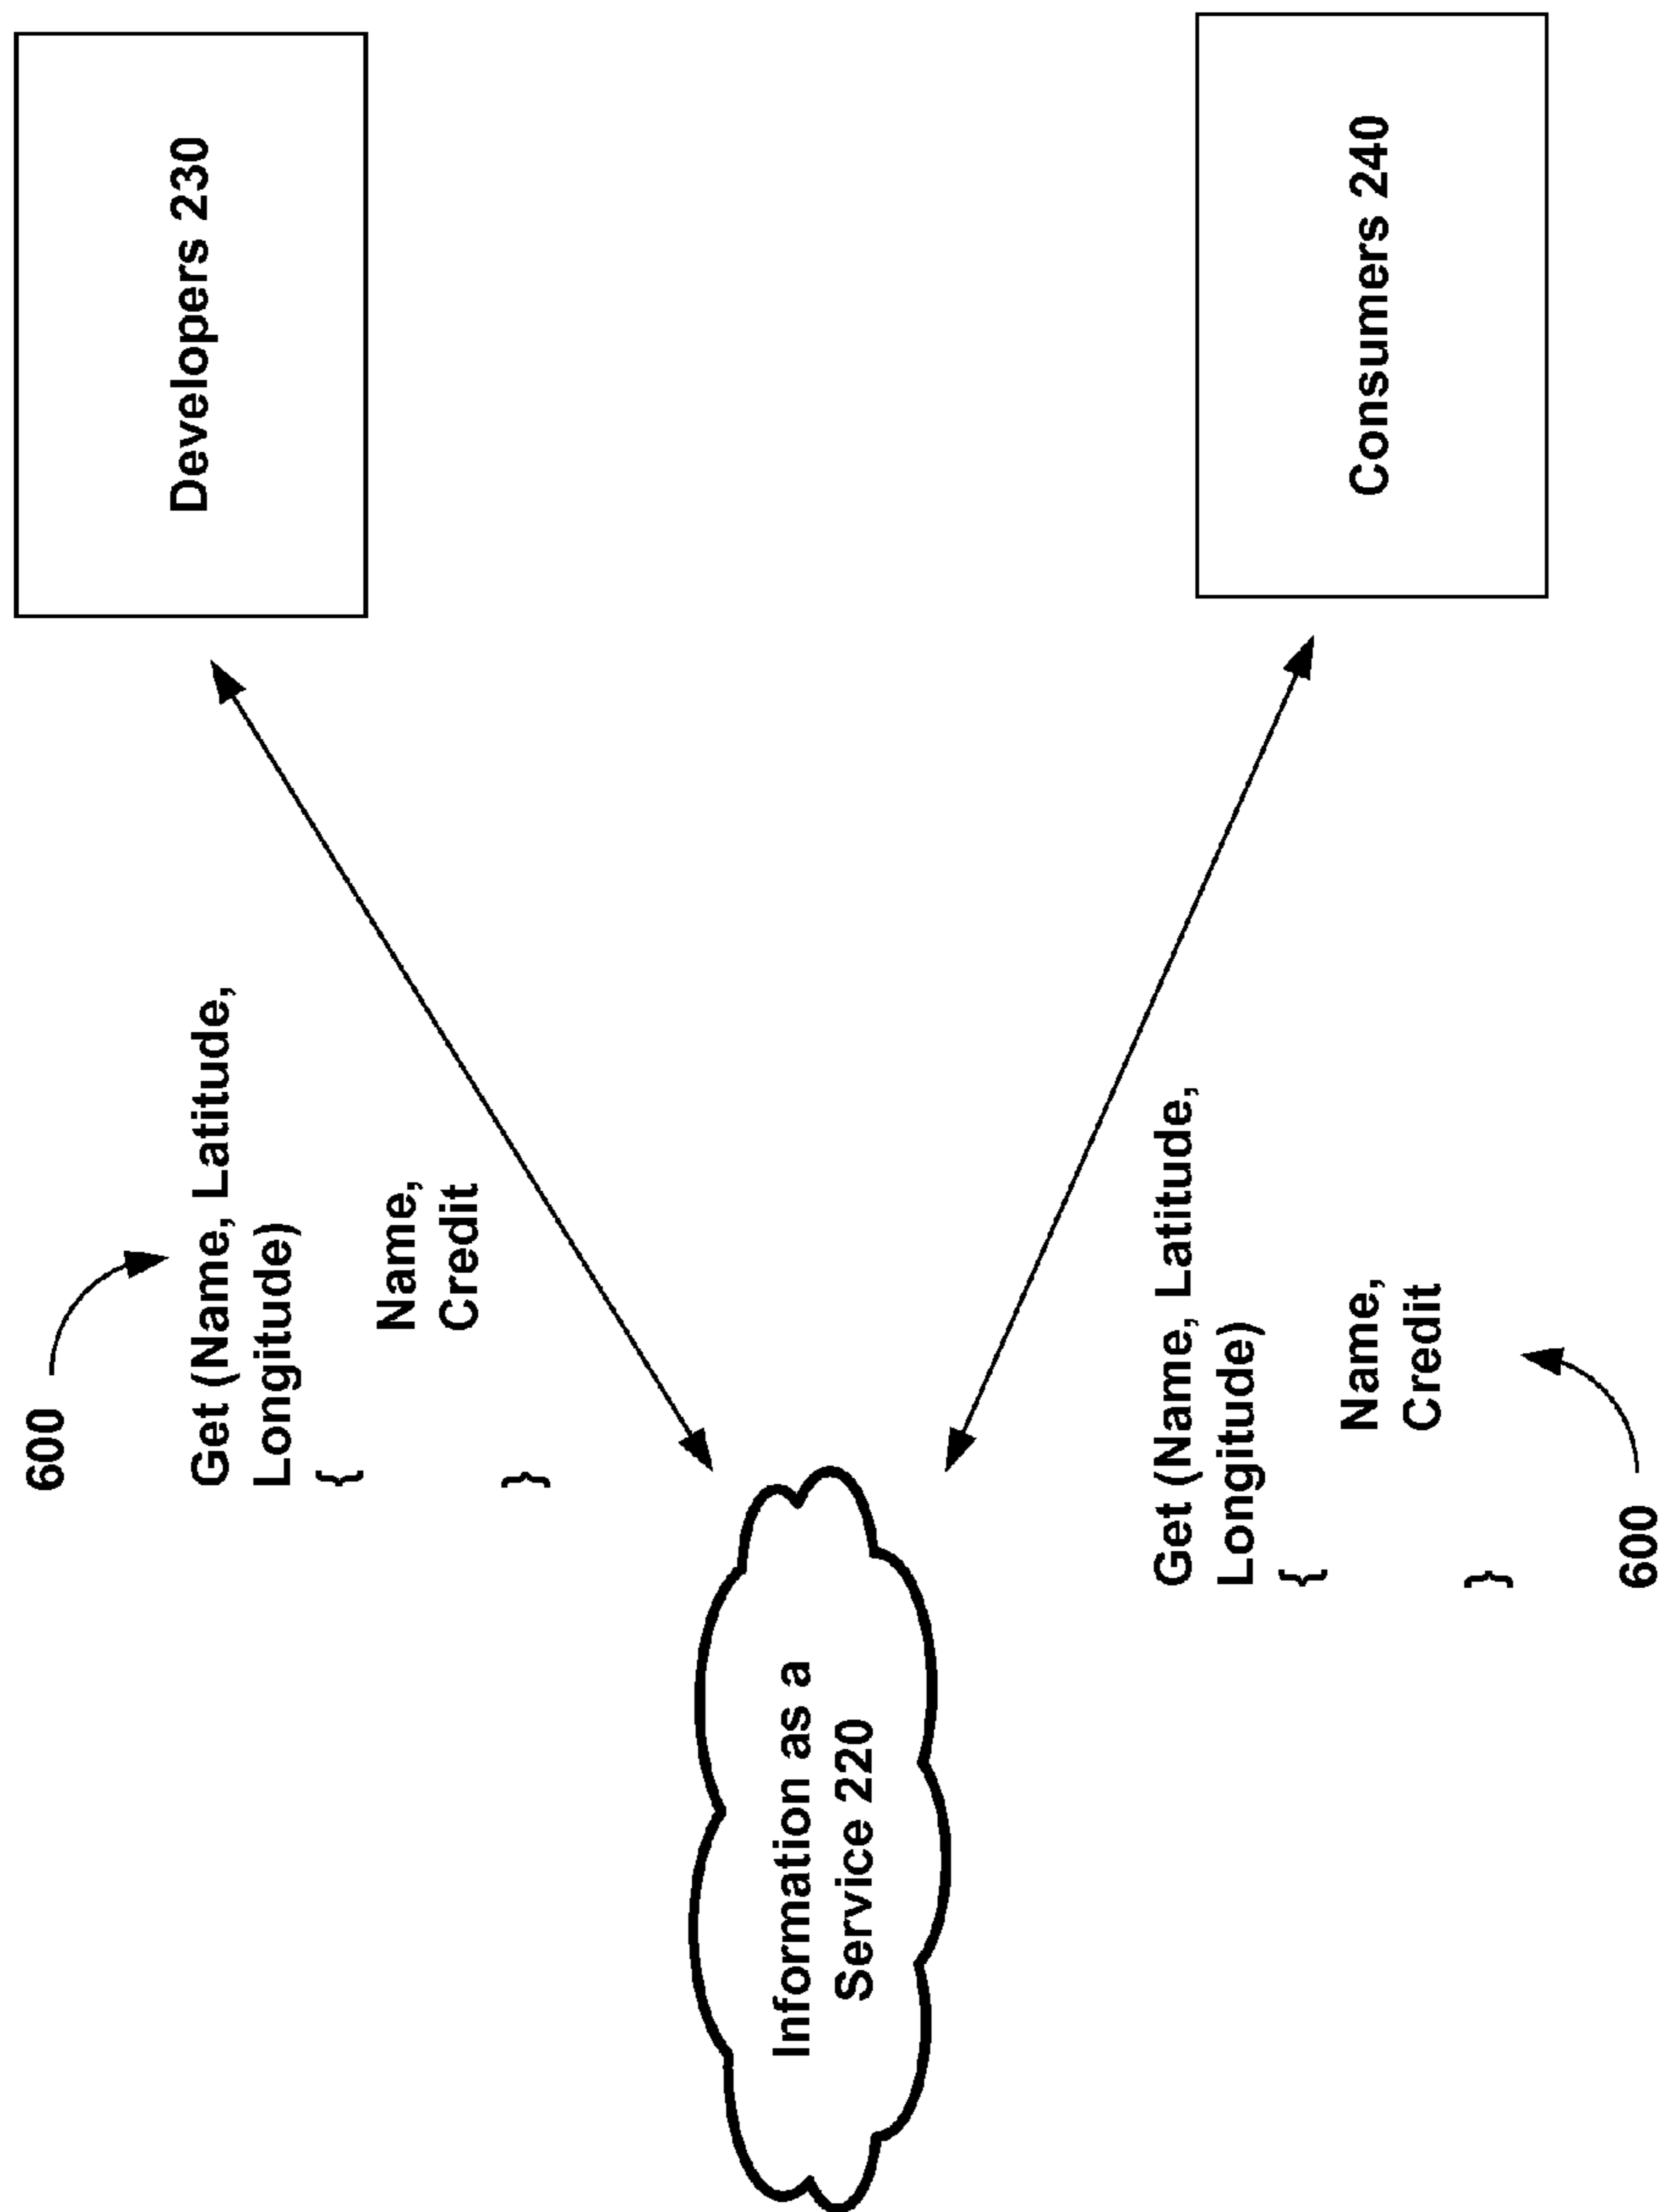 600
Get (Name, Latitude,
Longitude)
{
Name,
Credit
}
Developers 230
Information as a
Service 220
Get (Name, Latitude,
Longitude)
{
Name,
Credit
}
600
Consumers 240